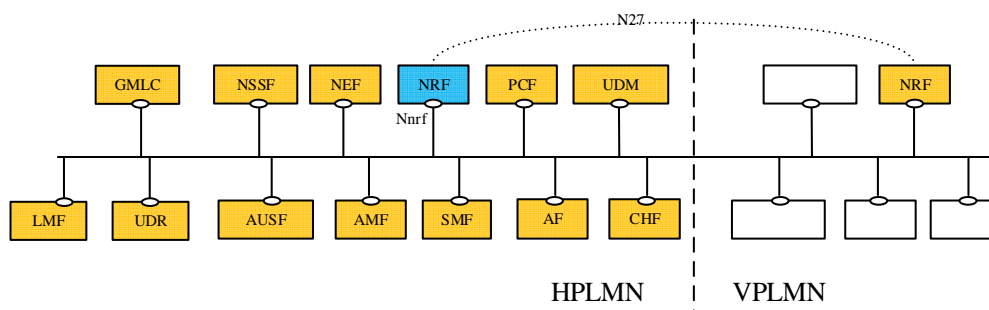 N27
GMLC
NSSF
NEF
NRF
PCF
UDM
NRF
Nnrf
LMF
UDR
AUSF
AMF
SMF
AF
CHF
HPLMN
VPLMN